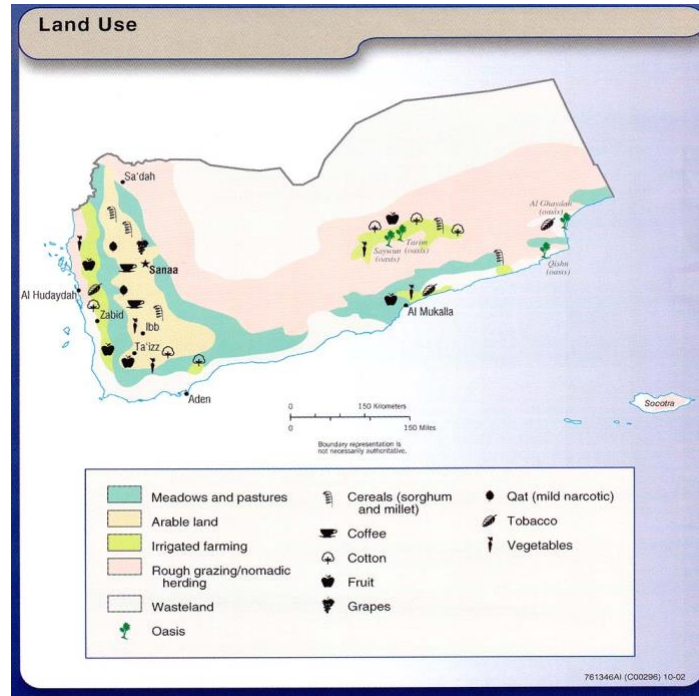 Land Use
Sa'dah
Sanaa
Al Hudaydah
Zabid
Ibb
Ta'izz
Aden
Al Mukalla
Saywun
(oasis)
Tarim
(oasis)
Al Ghaydah
(oasis)
Qishn
(oasis)
Socotra
0 150 Kilometers
0 150 Miles
Boundary representation is
not necessarily authoritative.
Meadows and pastures
Arable land
Irrigated farming
Rough grazing/nomadic
herding
Wasteland
Oasis
Cereals (sorghum
and millet)
Coffee
Cotton
Fruit
Grapes
Qat (mild narcotic)
Tobacco
Vegetables
761346AI (C00296) 10-02